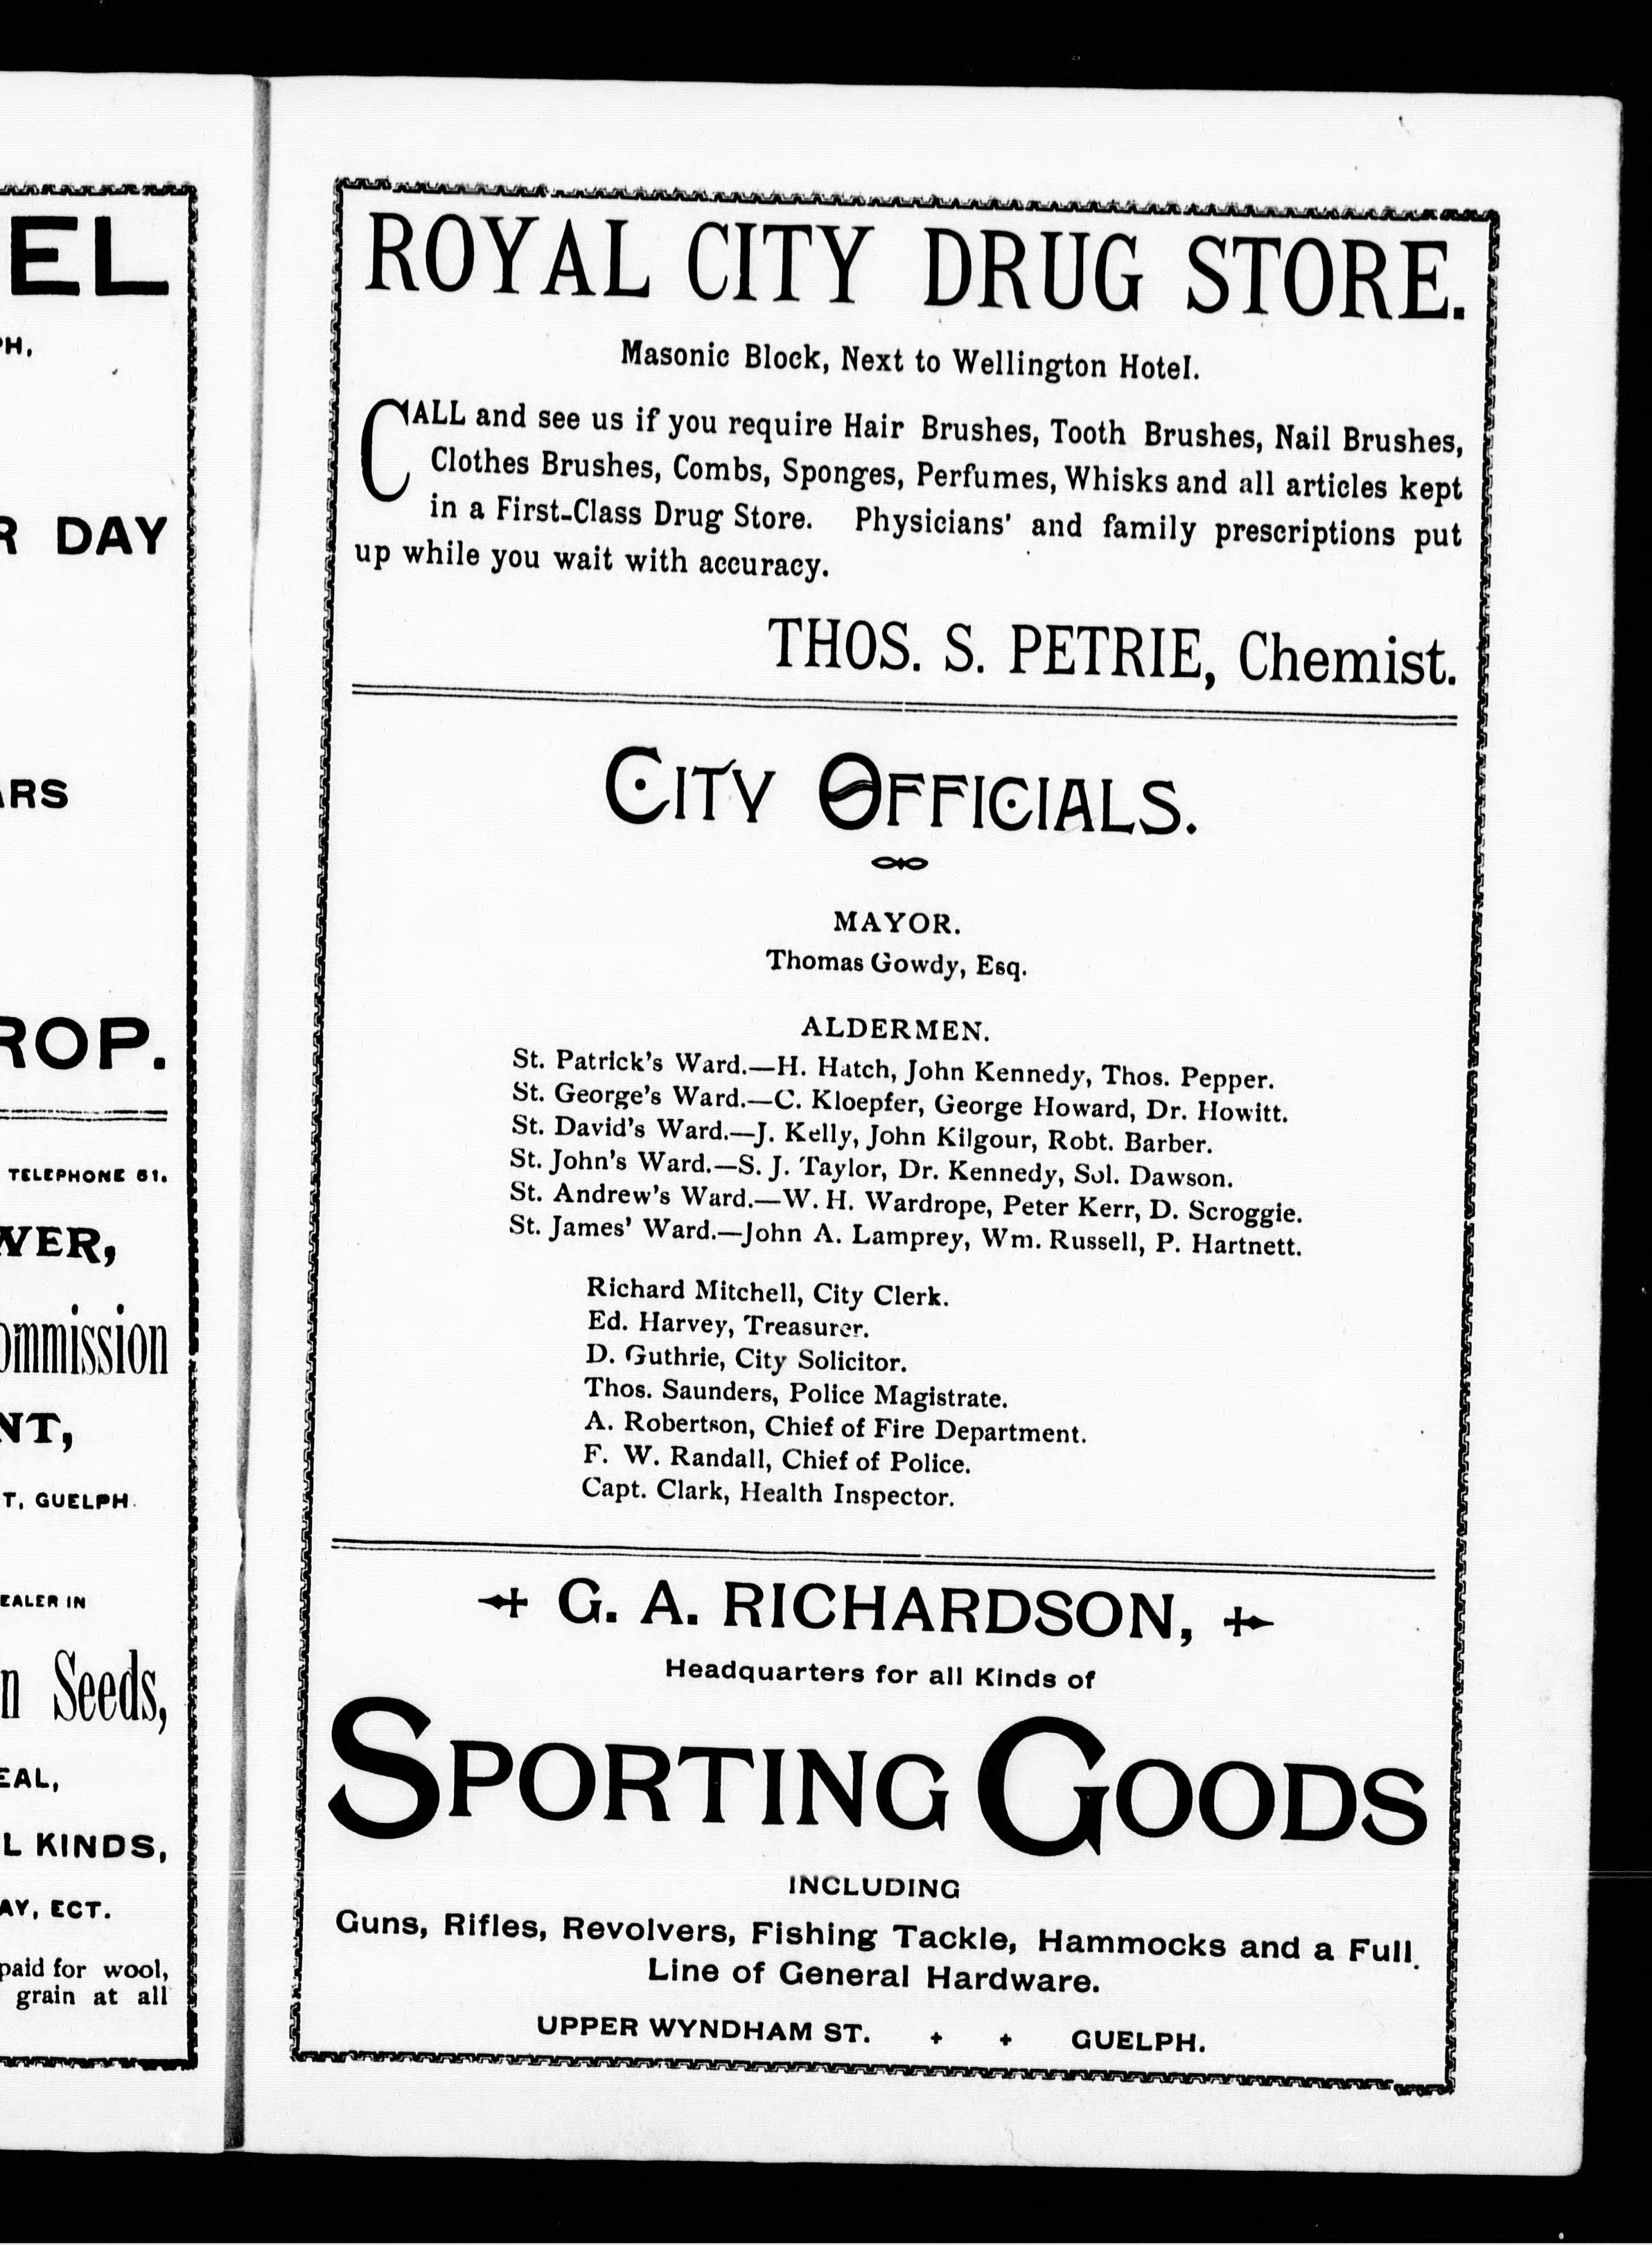 EL
PH,
R DAY
ARS
ROP.
TELEPHONE 61.
WER,
ommission
NT,
T, GUELPH.
EALER IN
n Seeds,
EAL,
L KINDS,
AY, ECT.
paid for wool,
grain at all
ROYAL CITY DRUG STORE.
Masonic Block, Next to Wellington Hotel.
CALL and see us if you require Hair Brushes, Tooth Brushes, Nail Brushes,
Clothes Brushes, Combs, Sponges, Perfumes, Whisks and all articles kept
in a First-Class Drug Store. Physicians' and family prescriptions put
up while you wait with accuracy.
THOS. S. PETRIE, Chemist.
CITY OFFICIALS.
MAYOR.
Thomas Gowdy, Esq.
ALDERMEN.
St. Patrick's Ward.—H. Hatch, John Kennedy, Thos. Pepper.
St. George's Ward.—C. Kloepfer, George Howard, Dr. Howitt.
St. David's Ward.—J. Kelly, John Kilgour, Robt. Barber.
St. John's Ward.—S. J. Taylor, Dr. Kennedy, Sol. Dawson.
St. Andrew's Ward.—W. H. Wardrope, Peter Kerr, D. Scroggie.
St. James' Ward.—John A. Lamprey, Wm. Russell, P. Hartnett.
Richard Mitchell, City Clerk.
Ed. Harvey, Treasurer.
D. Guthrie, City Solicitor.
Thos. Saunders, Police Magistrate.
A. Robertson, Chief of Fire Department.
F. W. Randall, Chief of Police.
Capt. Clark, Health Inspector.
G. A. RICHARDSON,
Headquarters for all Kinds of
SPORTING GOODS
INCLUDING
Guns, Rifles, Revolvers, Fishing Tackle, Hammocks and a Full
Line of General Hardware.
UPPER WYNDHAM ST. + + GUELPH.